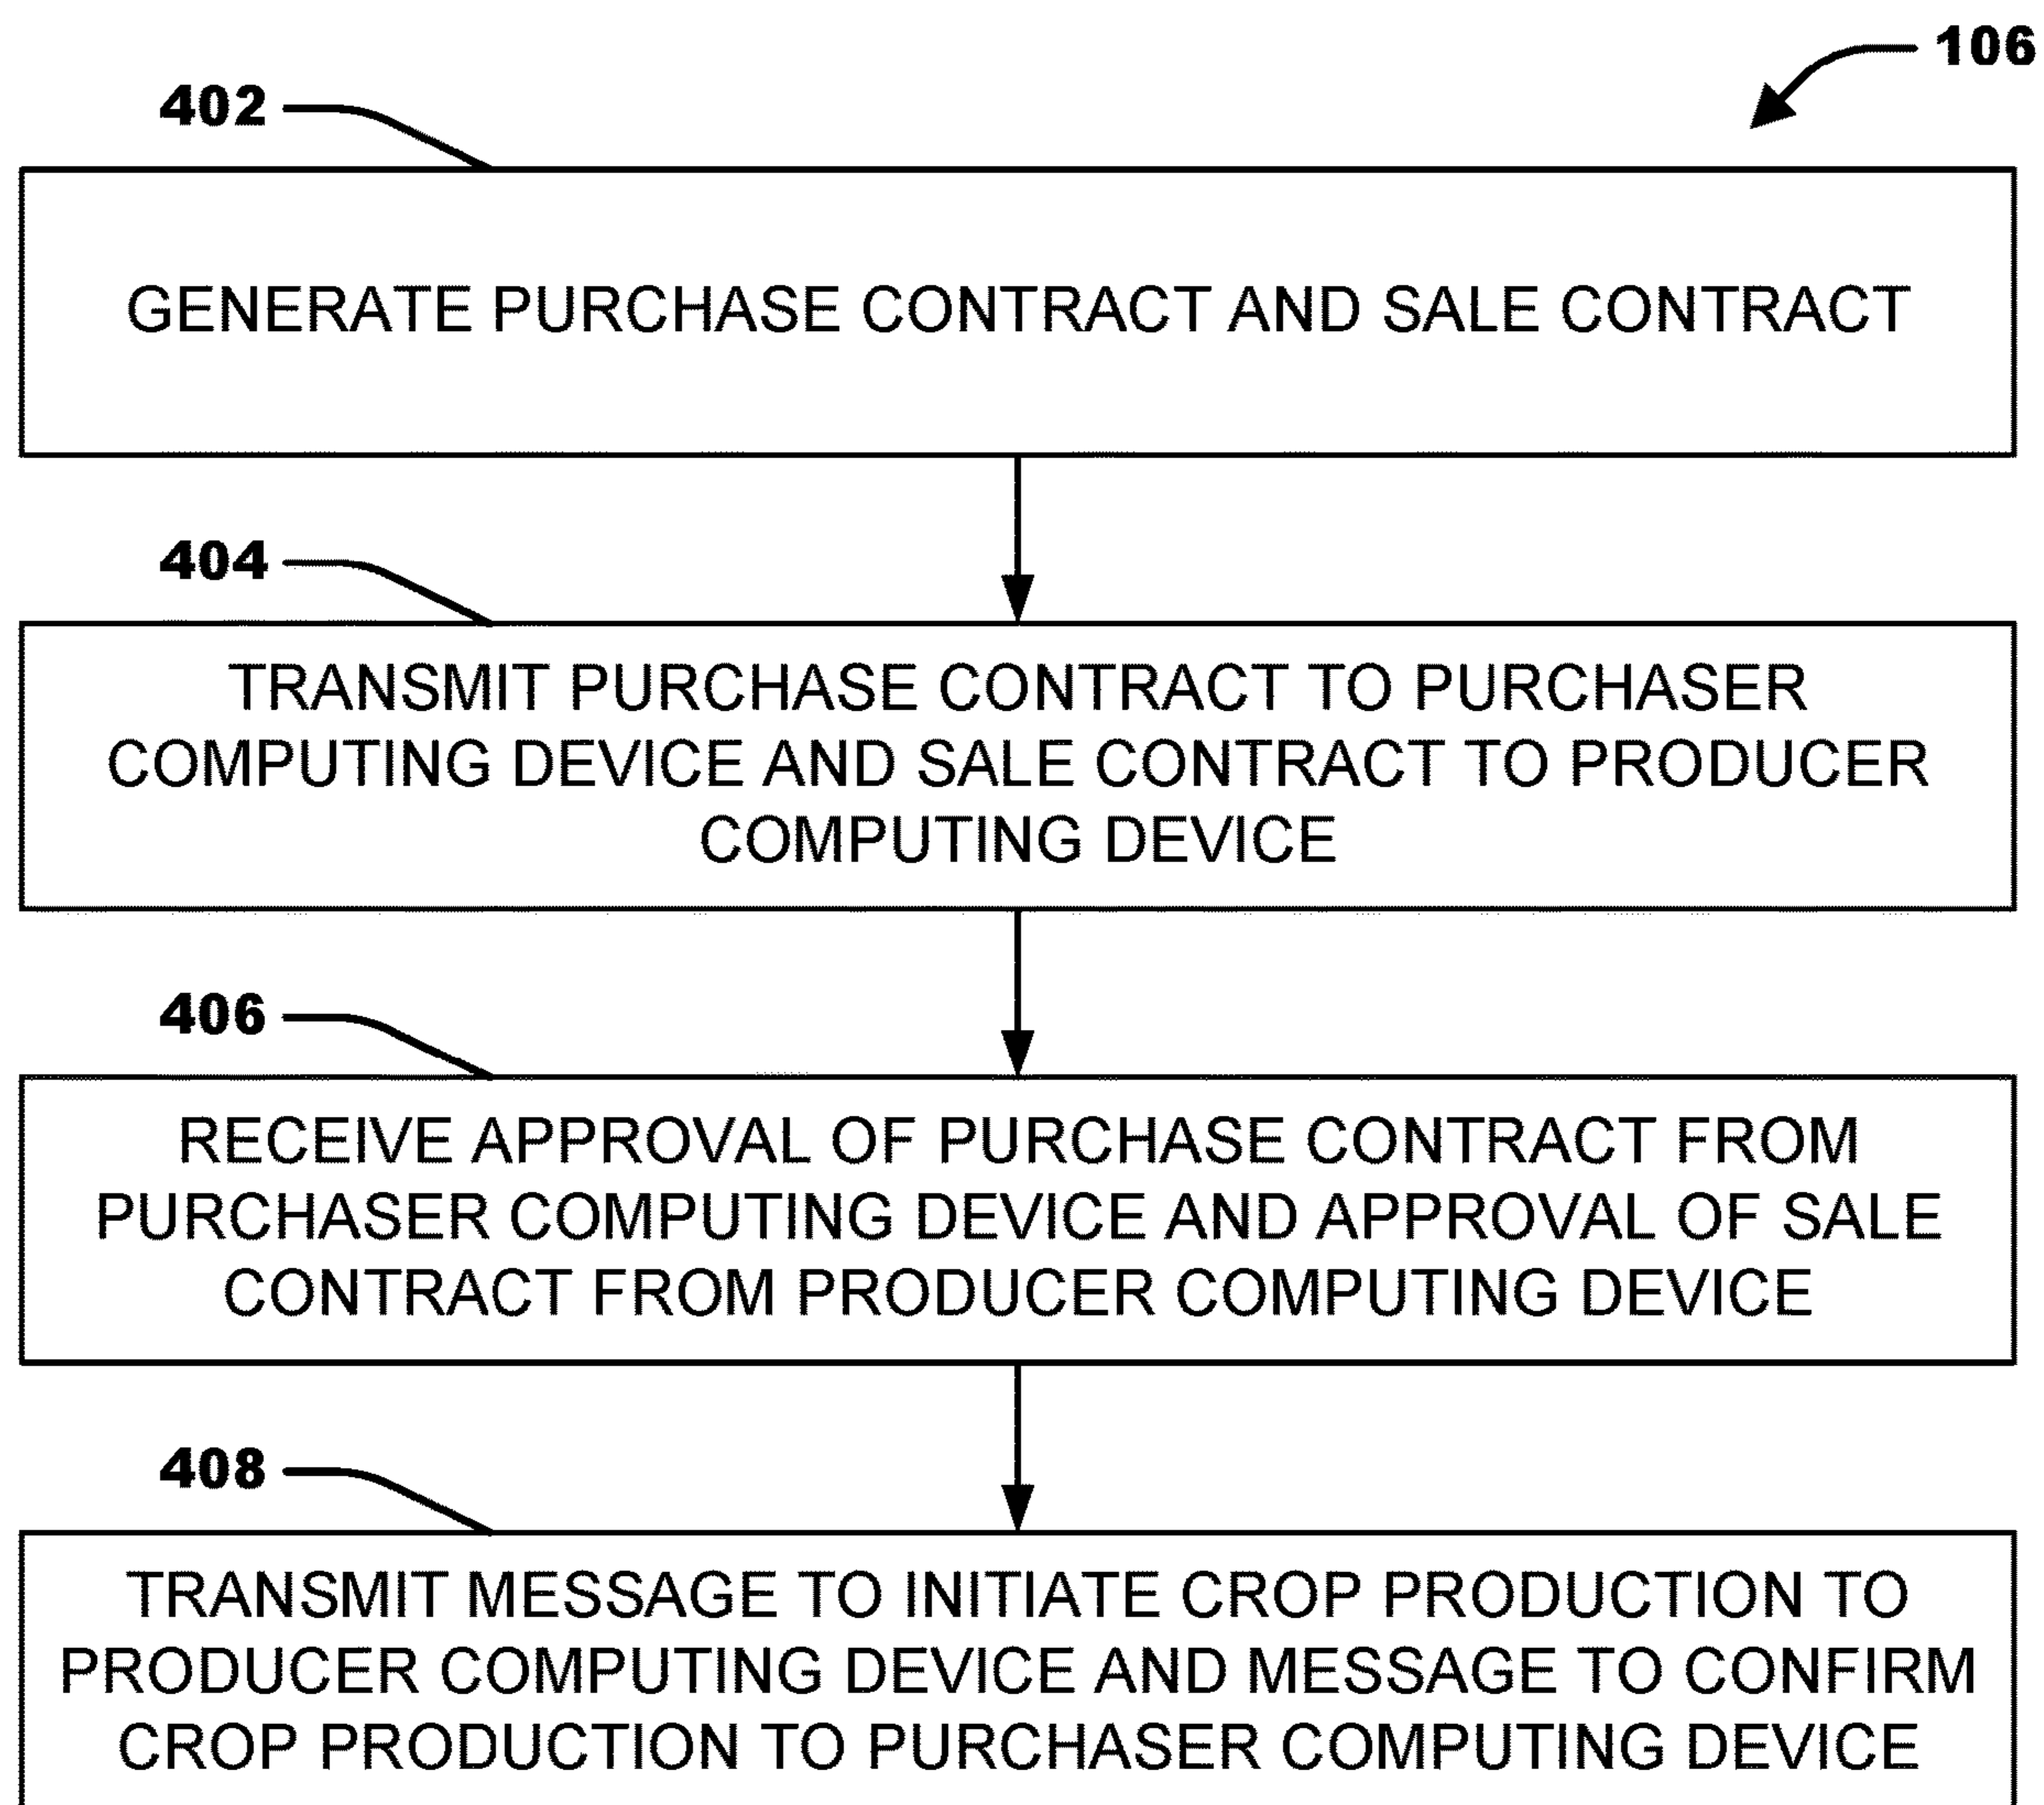 106
402
GENERATE PURCHASE CONTRACT AND SALE CONTRACT
404
TRANSMIT PURCHASE CONTRACT TO PURCHASER
COMPUTING DEVICE AND SALE CONTRACT TO PRODUCER
COMPUTING DEVICE
406
RECEIVE APPROVAL OF PURCHASE CONTRACT FROM
PURCHASER COMPUTING DEVICE AND APPROVAL OF SALE
CONTRACT FROM PRODUCER COMPUTING DEVICE
408
TRANSMIT MESSAGE TO INITIATE CROP PRODUCTION TO
PRODUCER COMPUTING DEVICE AND MESSAGE TO CONFIRM
CROP PRODUCTION TO PURCHASER COMPUTING DEVICE